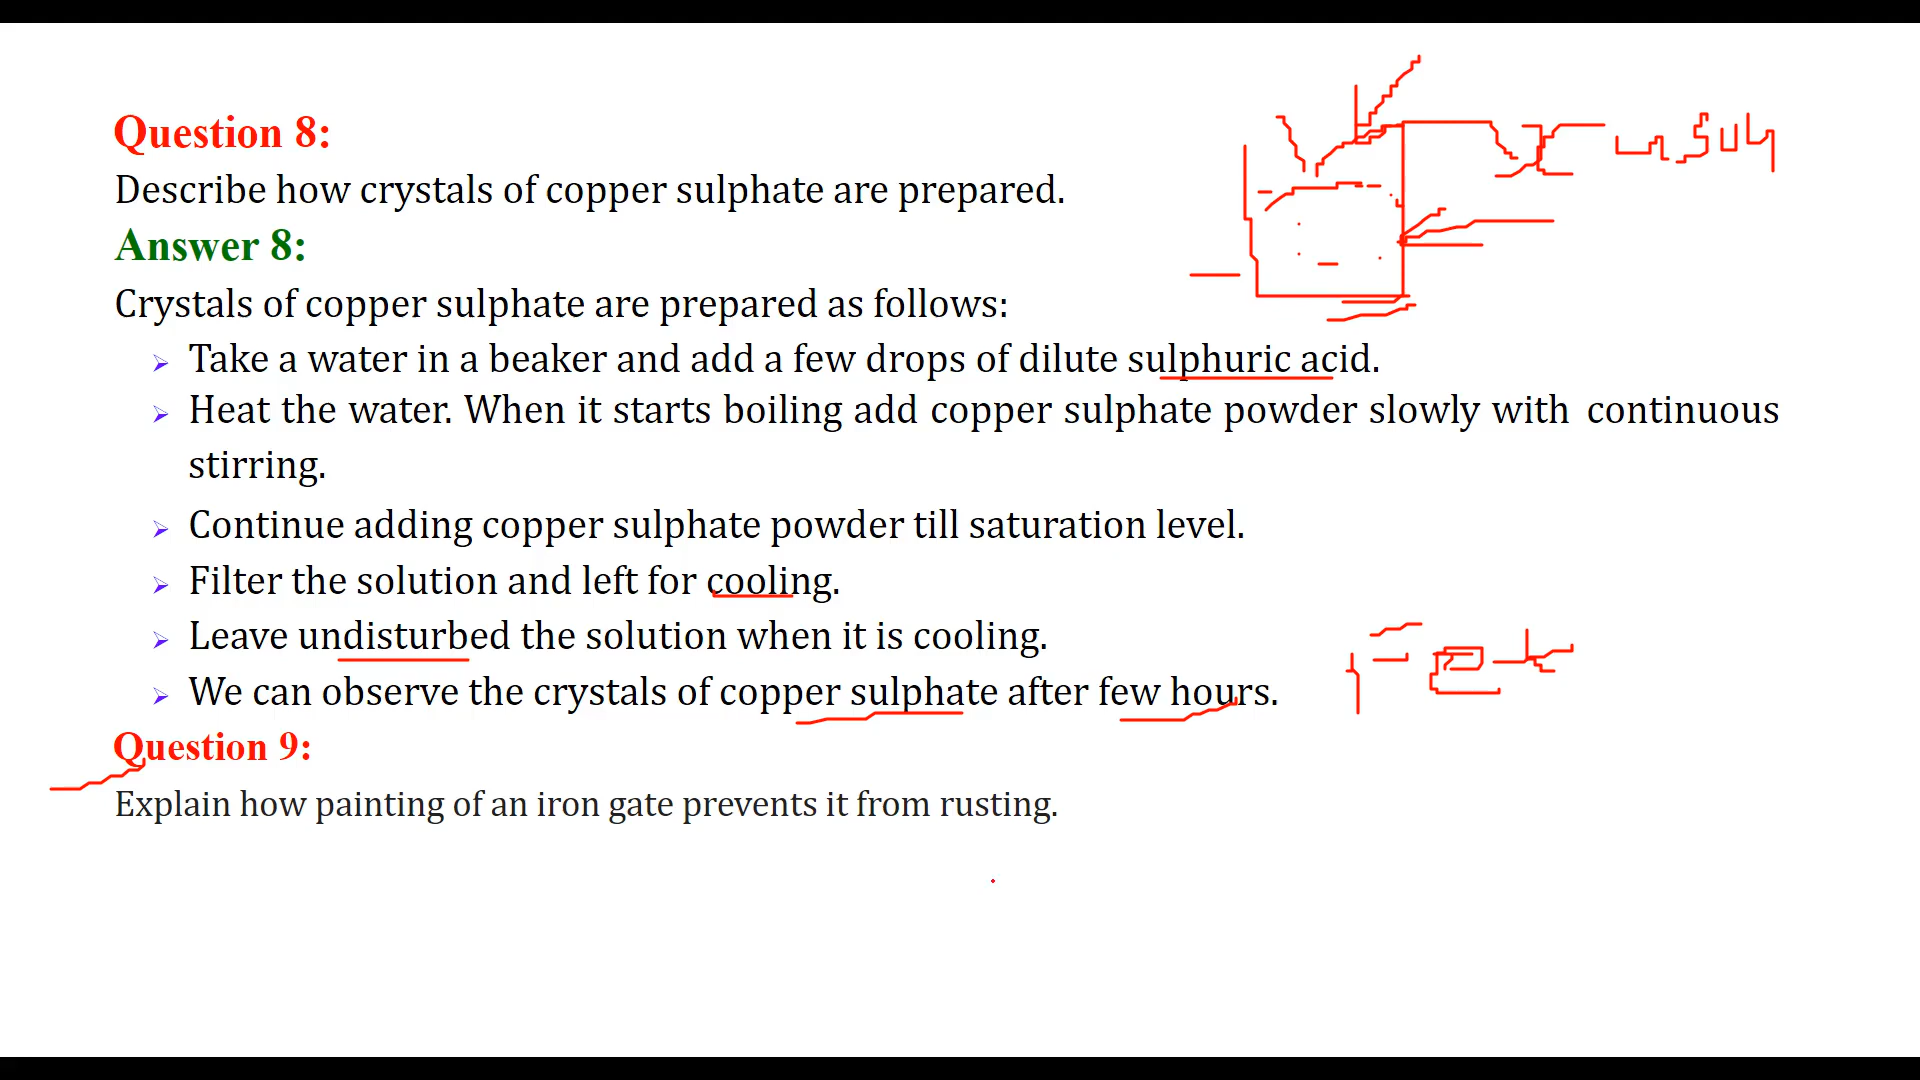 Question 8:
Describe how crystals of copper sulphate are prepared.
Answer 8:
Crystals of copper sulphate are prepared as follows:
➢ Take a water in a beaker and add a few drops of dilute sulphuric acid.
➢ Heat the water. When it starts boiling add copper sulphate powder slowly with continuous
stirring.
➢ Continue adding copper sulphate powder till saturation level.
➢ Filter the solution and left for cooling.
➢ Leave undisturbed the solution when it is cooling.
➢ We can observe the crystals of copper sulphate after few hours.
Question 9:
Explain how painting of an iron gate prevents it from rusting.